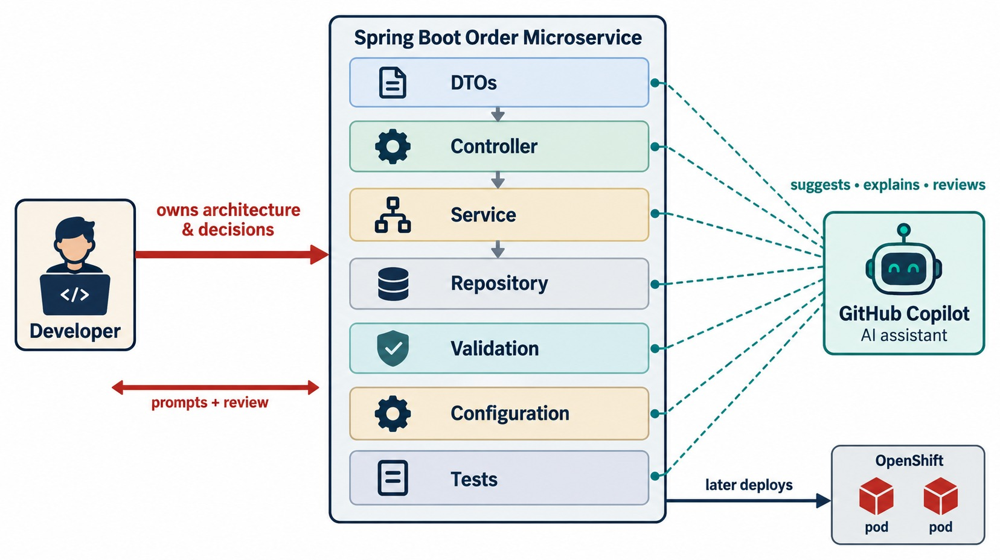 Spring Boot Order Microservice
DTOs
Controller
Service
Repository
Validation
Configuration
Tests
owns architecture
& decisions
</>
Developer
prompts + review
suggests • explains • reviews
GitHub Copilot
AI assistant
later deploys
OpenShift
pod
pod